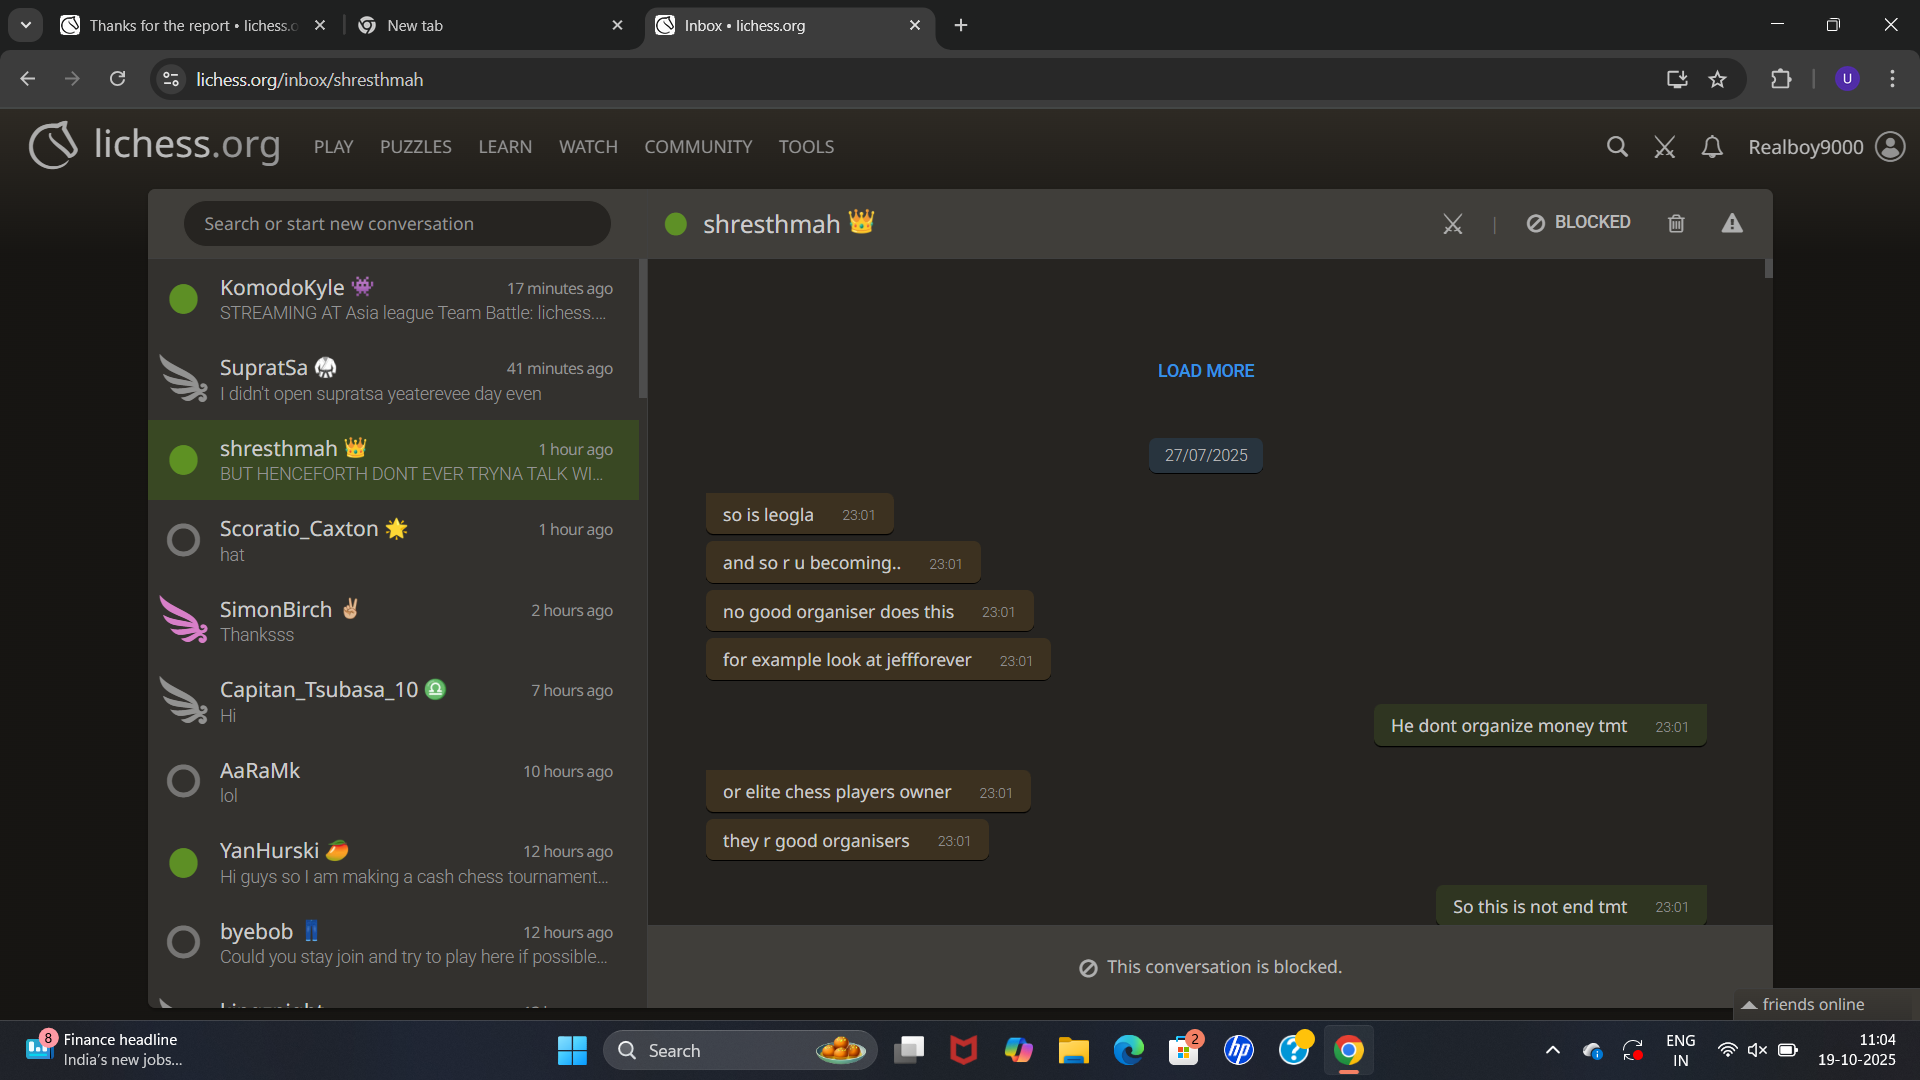 Thanks for the report • lichess.o
New tab
Inbox • lichess.org
lichess.org/inbox/shresthmah
U
lichess.org
PLAY PUZZLES LEARN WATCH COMMUNITY TOOLS
Realboy9000
Search or start new conversation
shresthmah
BLOCKED
KomodoKyle 17 minutes ago
STREAMING AT Asia league Team Battle: lichess....
SupratSa 41 minutes ago
I didn't open supratsa yeaterevee day even
shresthmah 1 hour ago
BUT HENCEFORTH DONT EVER TRYNA TALK WI...
Scoratio_Caxton 1 hour ago
hat
SimonBirch 2 hours ago
Thanksss
Capitan_Tsubasa_10 7 hours ago
Hi
AaRaMk 10 hours ago
lol
YanHurski 12 hours ago
Hi guys so I am making a cash chess tournament...
byebob 12 hours ago
Could you stay join and try to play here if possible...
LOAD MORE
27/07/2025
so is leogla 23:01
and so r u becoming.. 23:01
no good organiser does this 23:01
for example look at jeffforever 23:01
He dont organize money tmt 23:01
or elite chess players owner 23:01
they r good organisers 23:01
So this is not end tmt 23:01
This conversation is blocked.
friends online
8
Finance headline
India's new jobs...
Search
2
hp
ENG
IN
11:04
19-10-2025